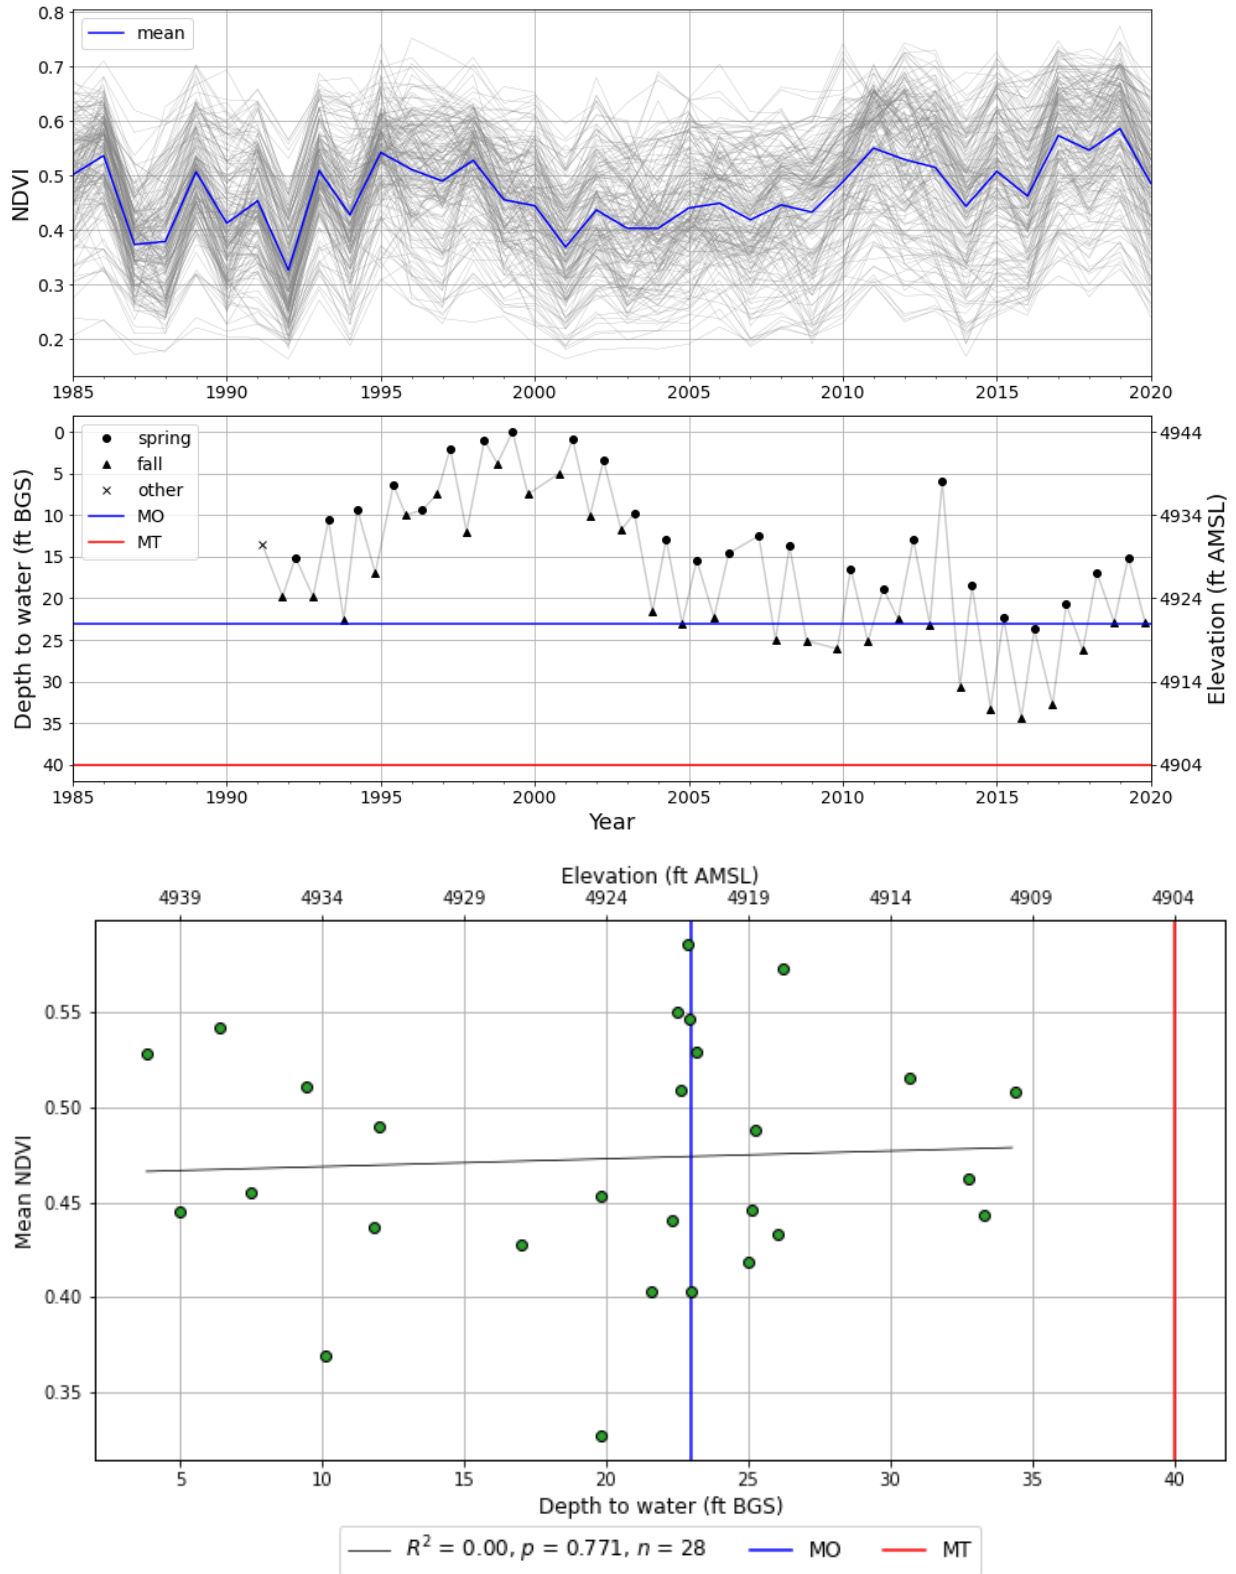 0.8
mean
0.7
0.6
0.5
0.4
0.3
0.2
NDVI
1985 1990 1995 2000 2005 2010 2015 2020
0 4944
spring
fall
other
MO
MT
5
10 4934
15
20 4924
25
30 4914
35
40 4904
Depth to water (ft BGS)
Elevation (ft AMSL)
1985 1990 1995 2000 2005 2010 2015 2020
Year
Elevation (ft AMSL)
4939 4934 4929 4924 4919 4914 4909 4904
0.55
0.50
0.45
0.40
0.35
Mean NDVI
5 10 15 20 25 30 35 40
Depth to water (ft BGS)
R² = 0.00, p = 0.771, n = 28 MO MT